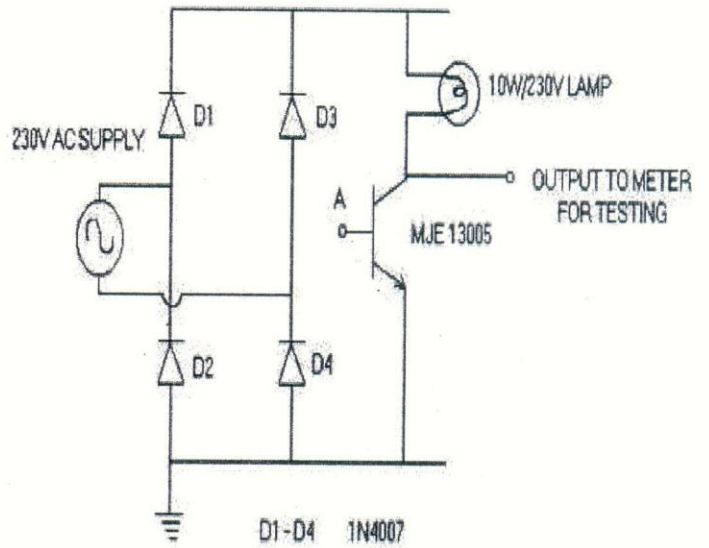 10W/230V LAMP
D1
D3
230V AC SUPPLY
A
OUTPUT TO METER
FOR TESTING
MJE 13005
D2
D4
D1-D4 1N4007